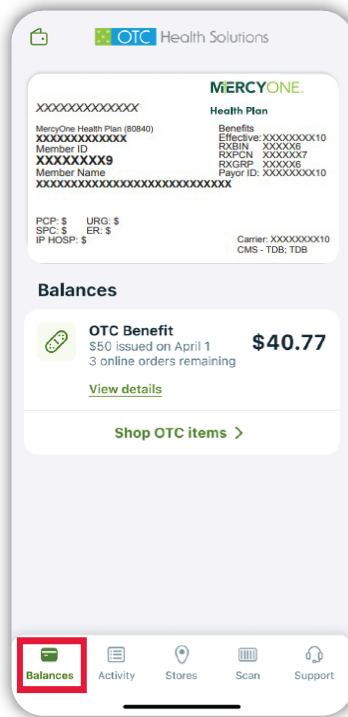 OTC Health Solutions
MERCYONE.
Health Plan
XXXXXXXXXXXXX
MercyOne Health Plan (80840)
XXXXXXXXXXXXX
Member ID
XXXXXXXX9
Member Name
XXXXXXXXXXXXXXXXXXXXXXXXXXXX
Benefits
Effective:XXXXXXXX10
RXBIN XXXXX6
RXPCN XXXXXX7
RXGRP XXXXX6
Payor ID: XXXXXXXX10
PCP: $ URG: $
SPC: $ ER: $
IP HOSP: $
Carrier: XXXXXXXX10
CMS - TDB; TDB
Balances
OTC Benefit
$50 issued on April 1
3 online orders remaining
$40.77
View details
Shop OTC items >
Balances
Activity
Stores
Scan
Support